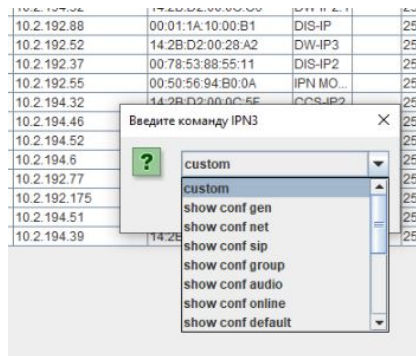 10.2.192.88 00:01:1A:10:00:B1 DIS-IP 25
10.2.192.52 14:2B:D2:00:28:A2 DW-IP3 25
10.2.192.37 00:78:53:88:55:11 DIS-IP2 25
10.2.192.55 00:50:56:94:B0:0A IPN MO... 25
10.2.194.32 14:2B:D2:00:0C:5F CCS-IP2 25
10.2.194.46 25
10.2.194.52 25
10.2.194.6 25
10.2.192.77 25
10.2.192.175 25
10.2.194.51 25
10.2.194.39 25
Введите команду IPN3
?
custom
custom
show conf gen
show conf net
show conf sip
show conf group
show conf audio
show conf online
show conf default